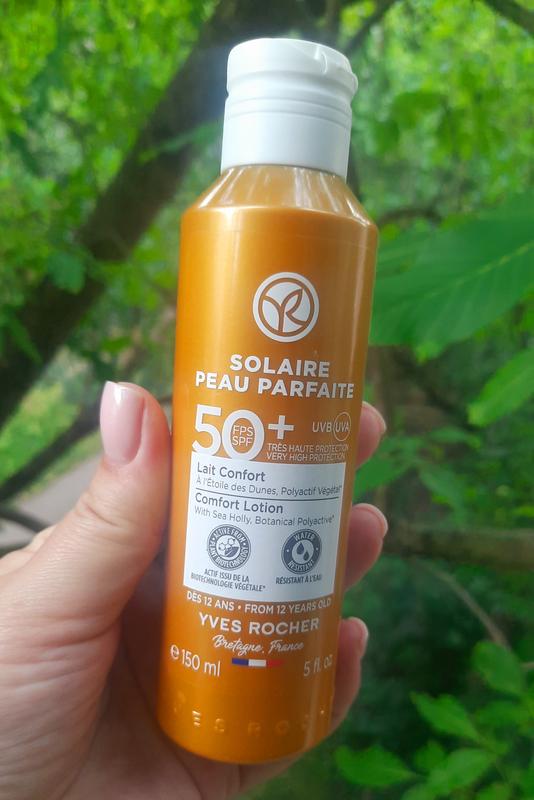 SOLAIRE
PEAU PARFAITE
50+ FPS SPF UVB UVA
TRÈS HAUTE PROTECTION
VERY HIGH PROTECTION
Lait Confort
À l'Étoile des Dunes, Polyactif Végétal*
Comfort Lotion
With Sea Holly, Botanical Polyactive*
ACTIVE FROM
WATER RESISTANT
ACTIF ISSU DE LA
BIOTECHNOLOGIE VÉGÉTALE*
RÉSISTANT À L'EAU
DÈS 12 ANS • FROM 12 YEARS OLD
YVES ROCHER
Bretagne, France
e 150 ml 5 fl. oz